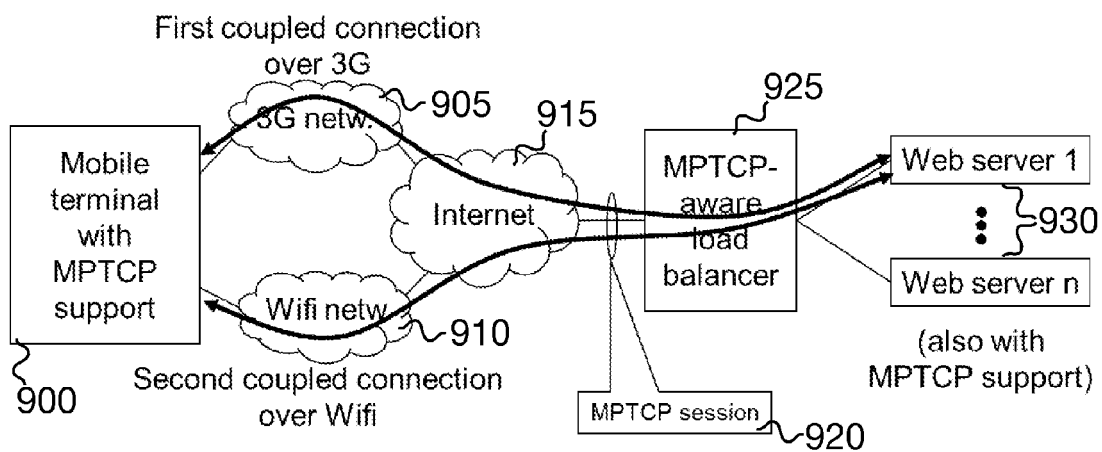 First coupled connection
over 3G
3G netw.
905
915
925
Mobile
terminal
with
MPTCP
support
Internet
MPTCP-
aware
load
balancer
Web server 1
930
Web server n
Wifi netw
910
900
Second coupled connection
over Wifi
(also with
MPTCP support)
MPTCP session
920